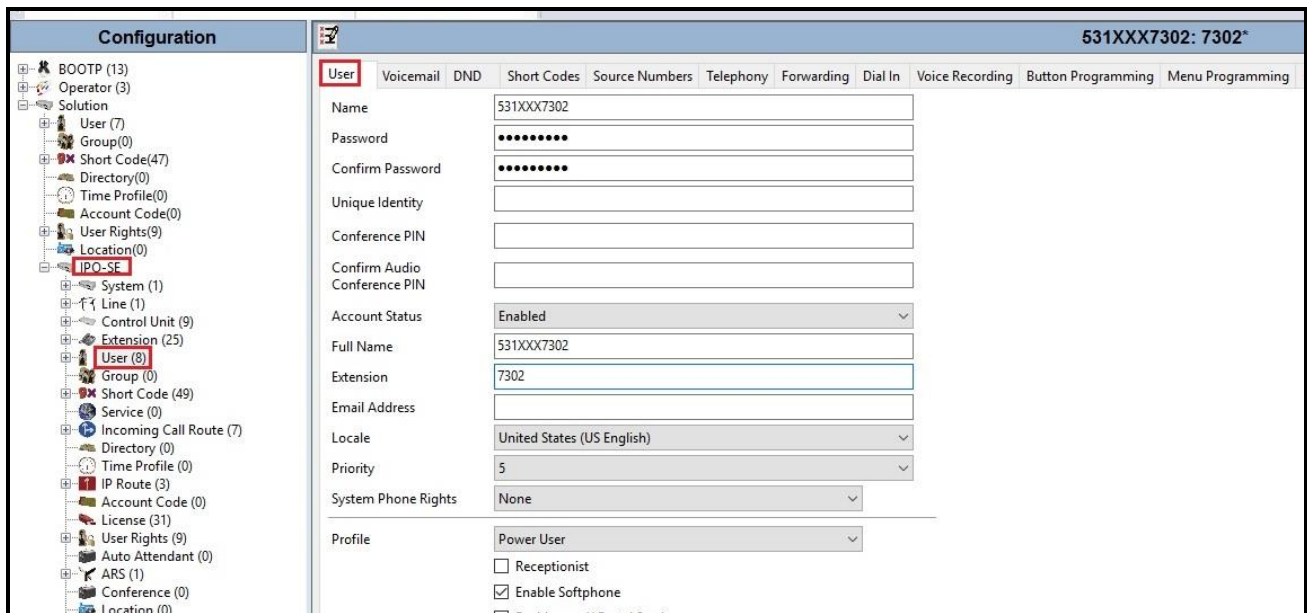 Configuration
BOOTP (13)
Operator (3)
Solution
User (7)
Group(0)
Short Code(47)
Directory(0)
Time Profile(0)
Account Code(0)
User Rights(9)
Location(0)
IPO-SE
System (1)
Line (1)
Control Unit (9)
Extension (25)
User (8)
Group (0)
Short Code (49)
Service (0)
Incoming Call Route (7)
Directory (0)
Time Profile (0)
IP Route (3)
Account Code (0)
License (31)
User Rights (9)
Auto Attendant (0)
ARS (1)
Conference (0)
Location (0)
531XXX7302: 7302*
User Voicemail DND Short Codes Source Numbers Telephony Forwarding Dial In Voice Recording Button Programming Menu Programming
Name 531XXX7302
Password •••••••••
Confirm Password •••••••••
Unique Identity
Conference PIN
Confirm Audio
Conference PIN
Account Status Enabled
Full Name 531XXX7302
Extension 7302
Email Address
Locale United States (US English)
Priority 5
System Phone Rights None
Profile Power User
Receptionist
Enable Softphone